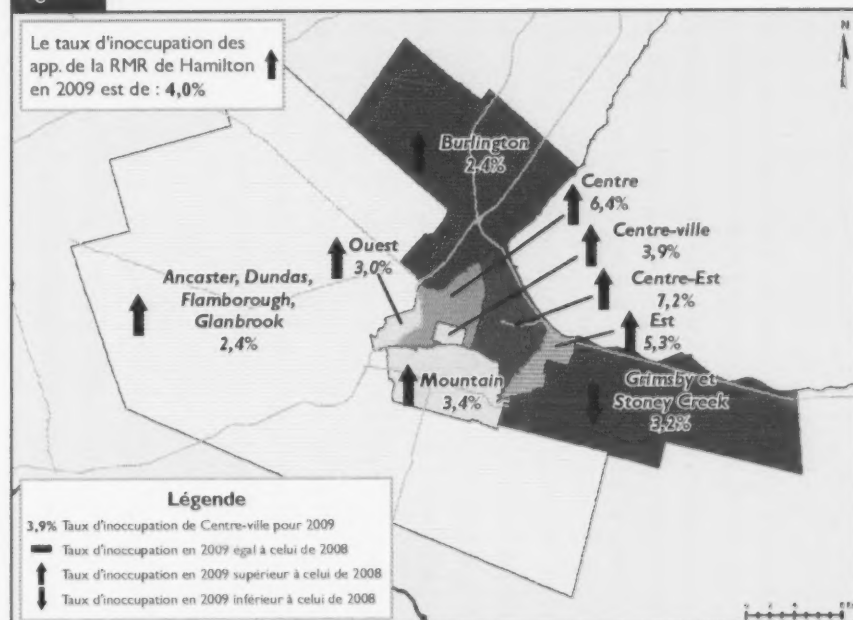 Le taux d'inoccupation des
app. de la RMR de Hamilton
en 2009 est de : 4,0%
N
Burlington
2,4%
Centre
6,4%
Centre-ville
3,9%
Centre-Est
7,2%
Est
5,3%
Ouest
3,0%
Ancaster, Dundas,
Flamborough,
Glanbrook
2,4%
Mountain
3,4%
Grimsby et
Stoney Creek
3,2%
Légende
3,9% Taux d'inoccupation de Centre-ville pour 2009
Taux d'inoccupation en 2009 égal à celui de 2008
Taux d'inoccupation en 2009 supérieur à celui de 2008
Taux d'inoccupation en 2009 inférieur à celui de 2008